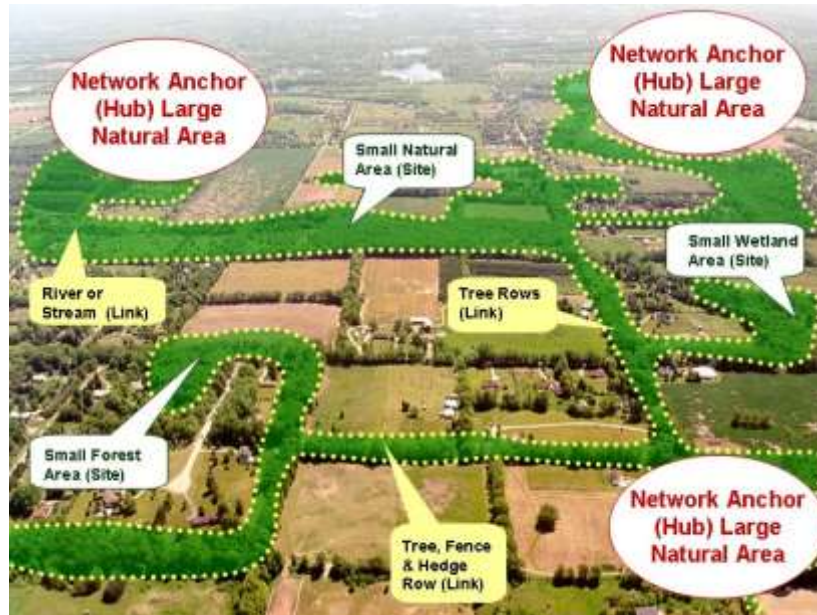 Network Anchor
(Hub) Large
Natural Area
Network Anchor
(Hub) Large
Natural Area
Small Natural
Area (Site)
Small Wetland
Area (Site)
River or
Stream (Link)
Tree Rows
(Link)
Small Forest
Area (Site)
Tree, Fence
& Hedge
Row (Link)
Network Anchor
(Hub) Large
Natural Area